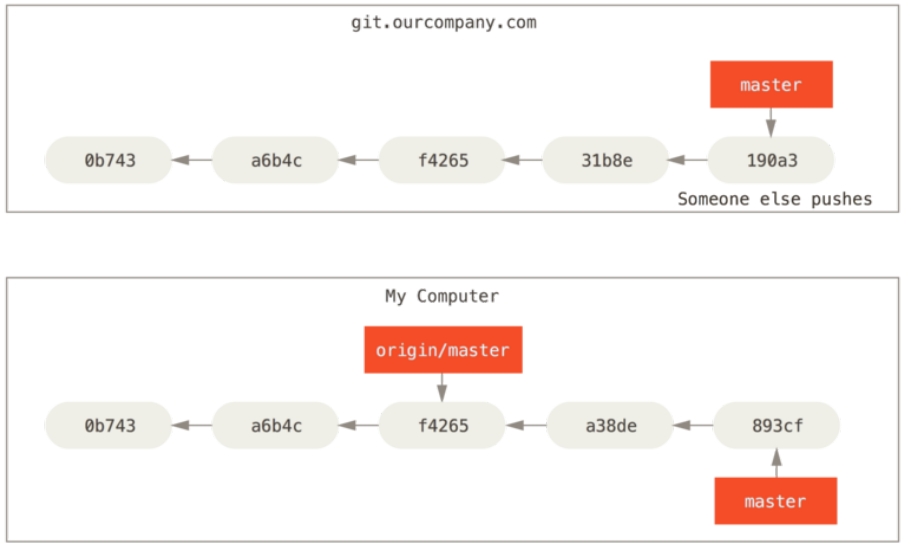 git.ourcompany.com
master
0b743
a6b4c
f4265
31b8e
190a3
Someone else pushes
My Computer
origin/master
0b743
a6b4c
f4265
a38de
893cf
master